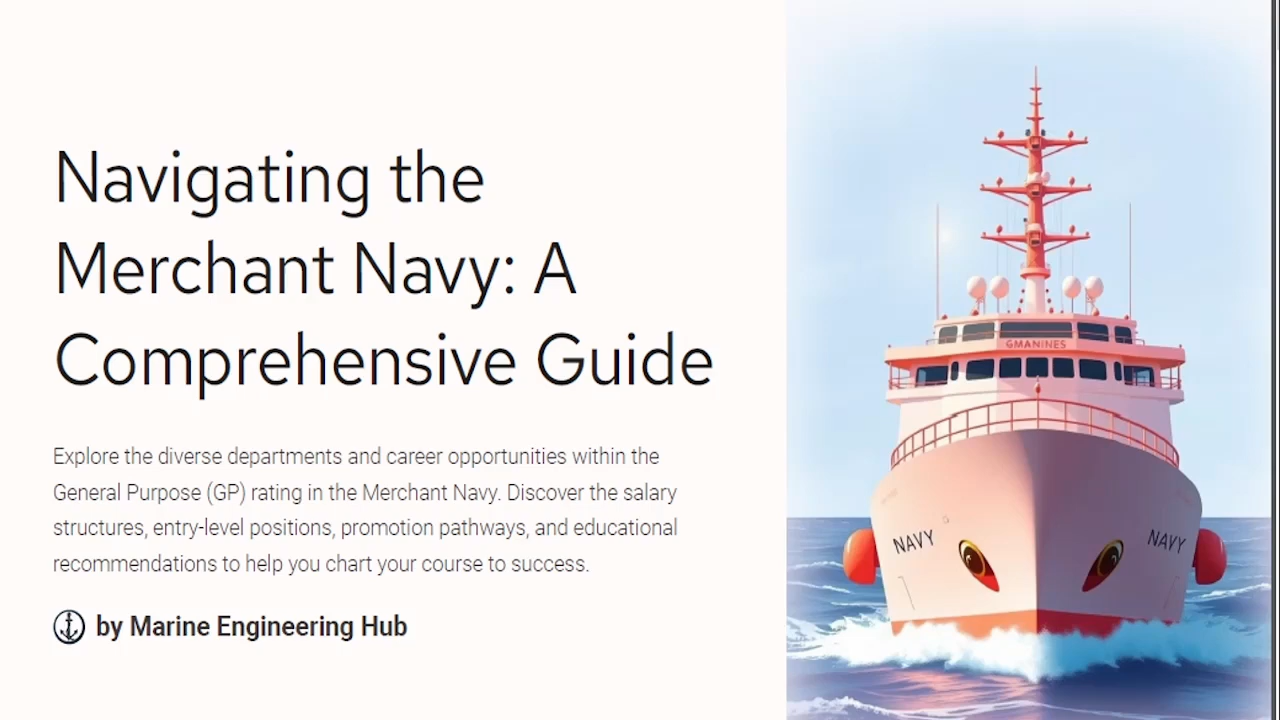 Navigating the
Merchant Navy: A
Comprehensive Guide
Explore the diverse departments and career opportunities within the
General Purpose (GP) rating in the Merchant Navy. Discover the salary
structures, entry-level positions, promotion pathways, and educational
recommendations to help you chart your course to success.
by Marine Engineering Hub
GMANINES
NAVY
NAVY